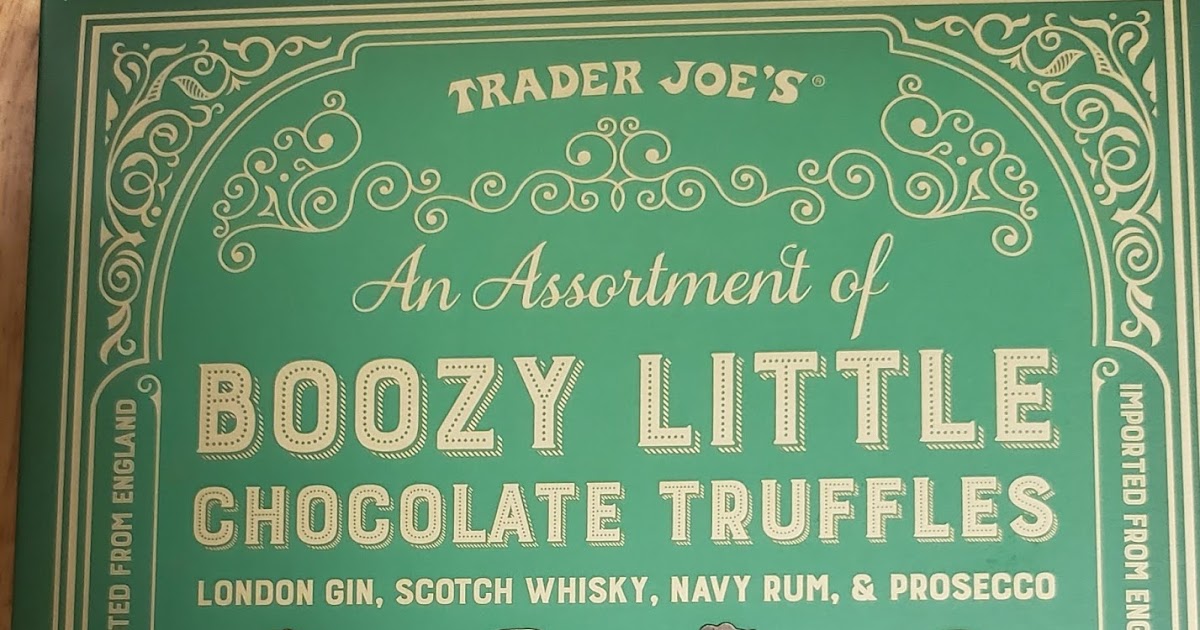 TRADER JOE'S®
An Assortment of
BOOZY LITTLE
CHOCOLATE TRUFFLES
LONDON GIN, SCOTCH WHISKY, NAVY RUM, & PROSECCO
FROM ENGLAND
IMPORTED FROM